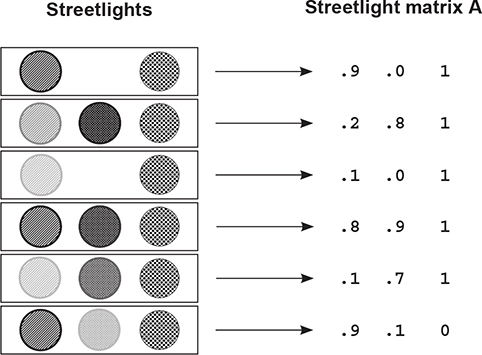 Streetlights Streetlight matrix A
.9 .0 1
.2 .8 1
.1 .0 1
.8 .9 1
.1 .7 1
.9 .1 0